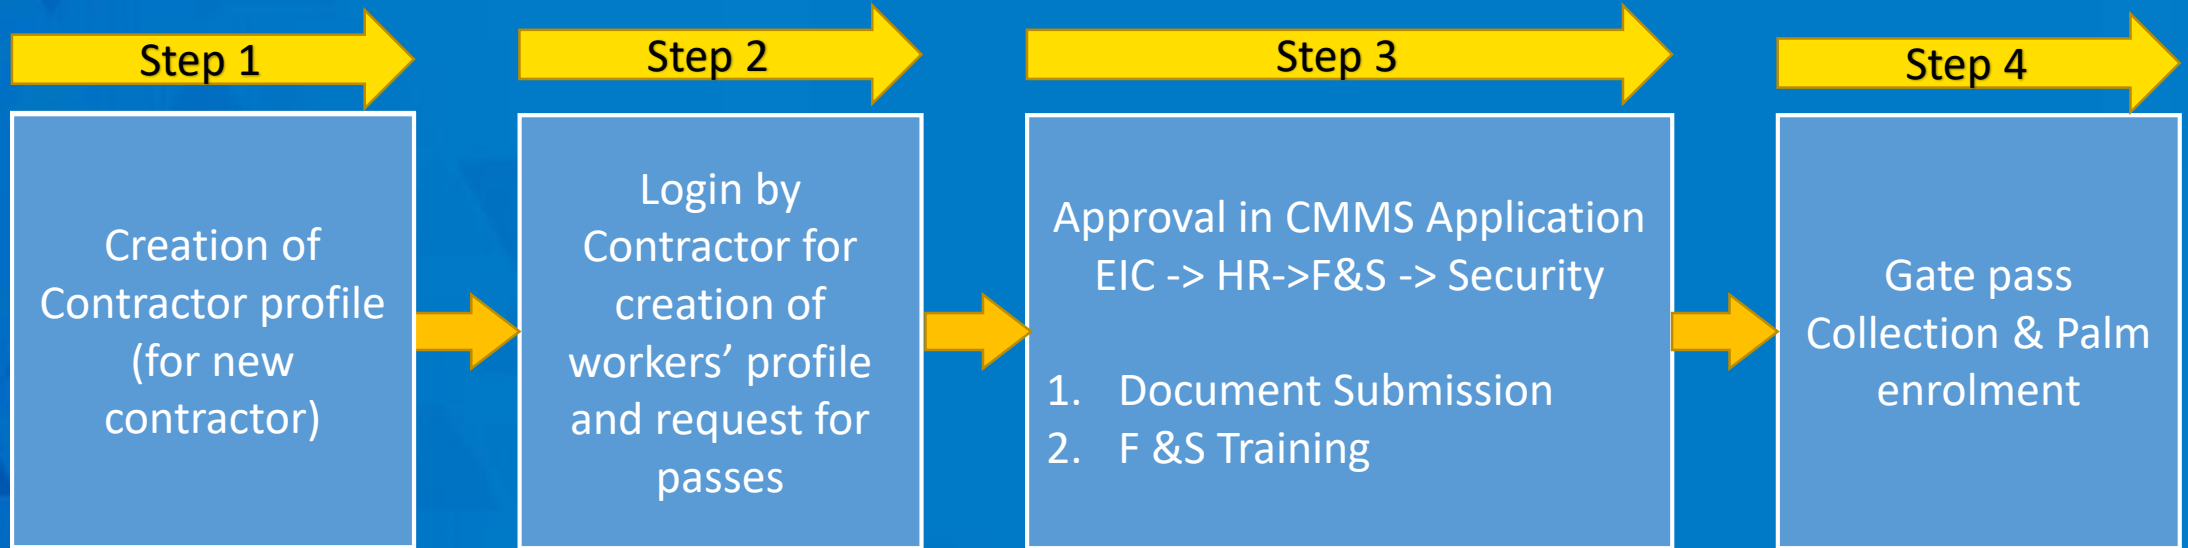 Step 1
Creation of
Contractor profile
(for new
contractor)
Step 2
Login by
Contractor for
creation of
workers’ profile
and request for
passes
Step 3
Approval in CMMS Application
EIC -> HR->F&S -> Security
1. Document Submission
2. F &S Training
Step 4
Gate pass
Collection & Palm
enrolment